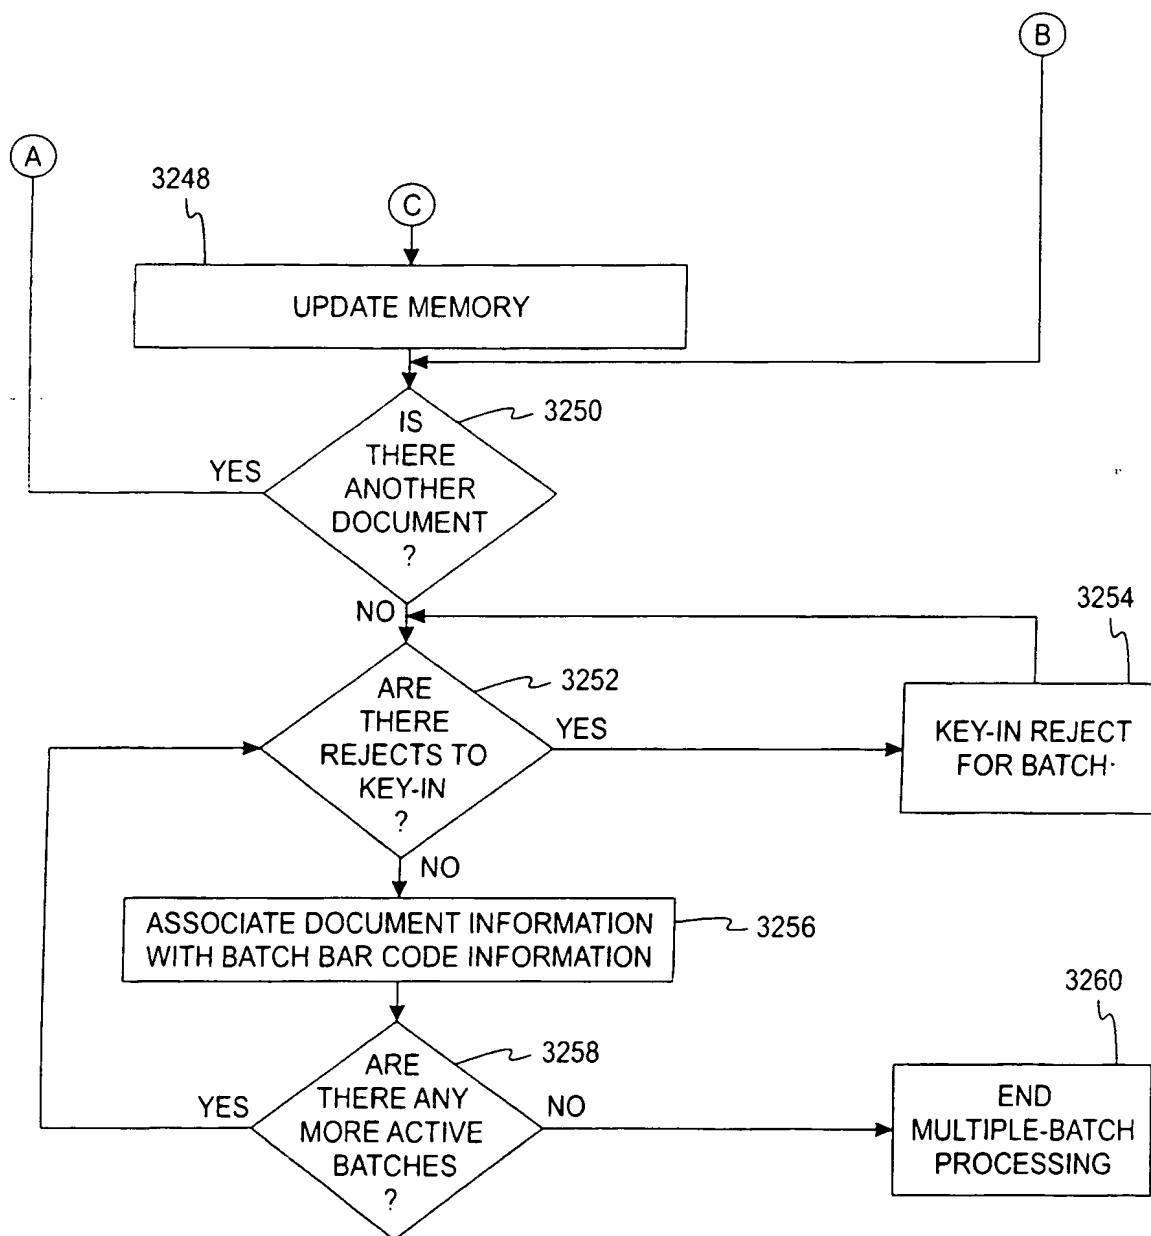 B
A
3248
C
UPDATE MEMORY
3250
IS
THERE
ANOTHER
DOCUMENT
?
YES
NO
3254
3252
ARE
THERE
REJECTS TO
KEY-IN
?
YES
KEY-IN REJECT
FOR BATCH
NO
ASSOCIATE DOCUMENT INFORMATION
WITH BATCH BAR CODE INFORMATION
3256
3260
3258
ARE
THERE ANY
MORE ACTIVE
BATCHES
?
YES
NO
END
MULTIPLE-BATCH
PROCESSING